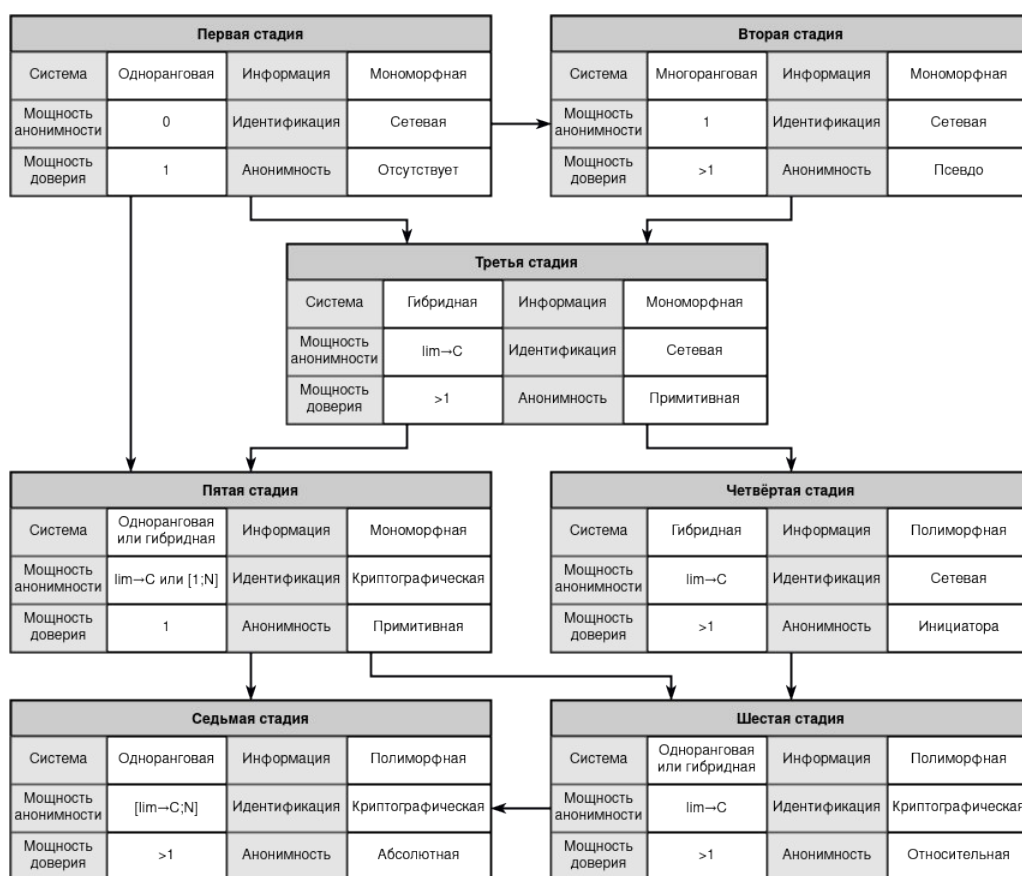 Первая стадия
Система Одноранговая Информация Мономорфная
Мощность
анонимности 0 Идентификация Сетевая
Мощность
доверия 1 Анонимность Отсутствует
Вторая стадия
Система Многоранговая Информация Мономорфная
Мощность
анонимности 1 Идентификация Сетевая
Мощность
доверия >1 Анонимность Псевдо
Третья стадия
Система Гибридная Информация Мономорфная
Мощность
анонимности lim→C Идентификация Сетевая
Мощность
доверия >1 Анонимность Примитивная
Пятая стадия
Система Одноранговая
или гибридная Информация Мономорфная
Мощность
анонимности lim→C или [1;N] Идентификация Криптографическая
Мощность
доверия 1 Анонимность Примитивная
Четвёртая стадия
Система Гибридная Информация Полиморфная
Мощность
анонимности lim→C Идентификация Сетевая
Мощность
доверия >1 Анонимность Инициатора
Седьмая стадия
Система Одноранговая Информация Полиморфная
Мощность
анонимности [lim→C;N] Идентификация Криптографическая
Мощность
доверия >1 Анонимность Абсолютная
Шестая стадия
Система Одноранговая
или гибридная Информация Полиморфная
Мощность
анонимности lim→C Идентификация Криптографическая
Мощность
доверия >1 Анонимность Относительная